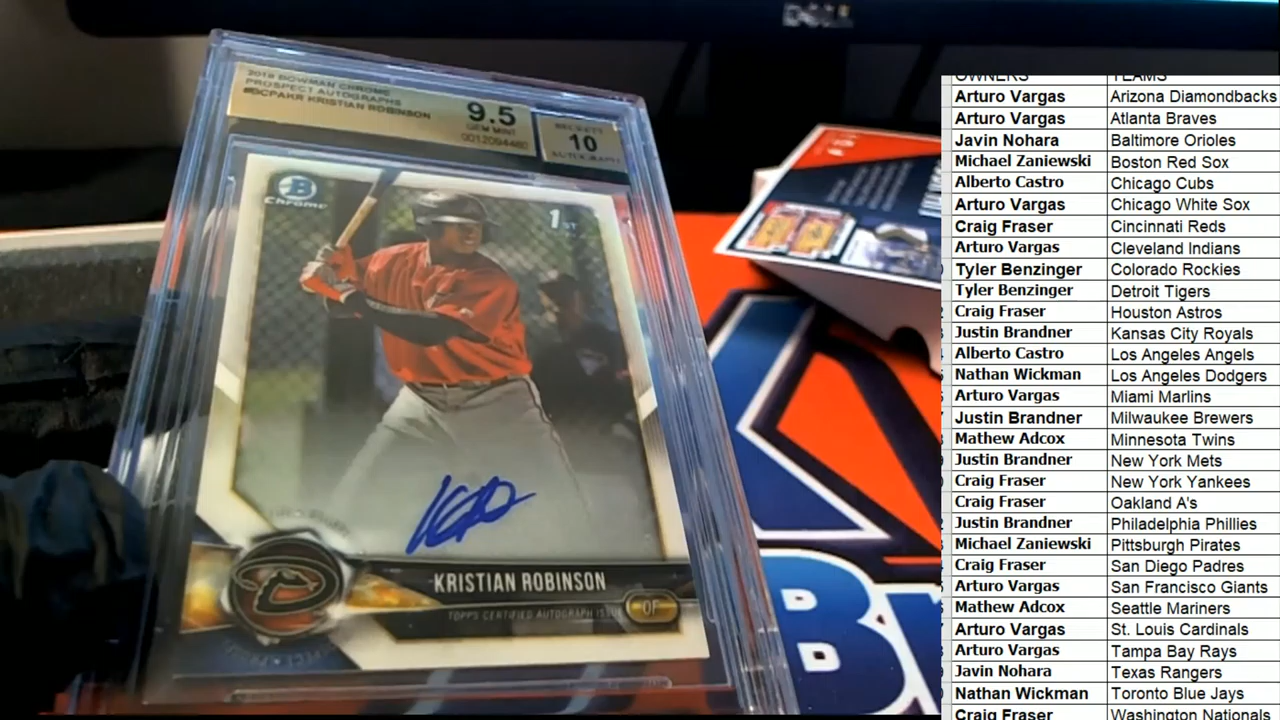 DELL
2018 BOWMAN CHROME
PROSPECT AUTOGRAPHS
#BCPAKR KRISTIAN ROBINSON
9.5
GEM MINT
0012094460
BECKETT
10
AUTOGRAPH
B
Chrome
1ST
KRISTIAN ROBINSON
TOPPS CERTIFIED AUTOGRAPH ISSUE
OF
OWNERS TEAMS
Arturo Vargas Arizona Diamondbacks
Arturo Vargas Atlanta Braves
Javin Nohara Baltimore Orioles
Michael Zaniewski Boston Red Sox
Alberto Castro Chicago Cubs
Arturo Vargas Chicago White Sox
Craig Fraser Cincinnati Reds
Arturo Vargas Cleveland Indians
Tyler Benzinger Colorado Rockies
Tyler Benzinger Detroit Tigers
Craig Fraser Houston Astros
Justin Brandner Kansas City Royals
Alberto Castro Los Angeles Angels
Nathan Wickman Los Angeles Dodgers
Arturo Vargas Miami Marlins
Justin Brandner Milwaukee Brewers
Mathew Adcox Minnesota Twins
Justin Brandner New York Mets
Craig Fraser New York Yankees
Craig Fraser Oakland A's
Justin Brandner Philadelphia Phillies
Michael Zaniewski Pittsburgh Pirates
Craig Fraser San Diego Padres
Arturo Vargas San Francisco Giants
Mathew Adcox Seattle Mariners
Arturo Vargas St. Louis Cardinals
Arturo Vargas Tampa Bay Rays
Javin Nohara Texas Rangers
Nathan Wickman Toronto Blue Jays
Craig Fraser Washington Nationals